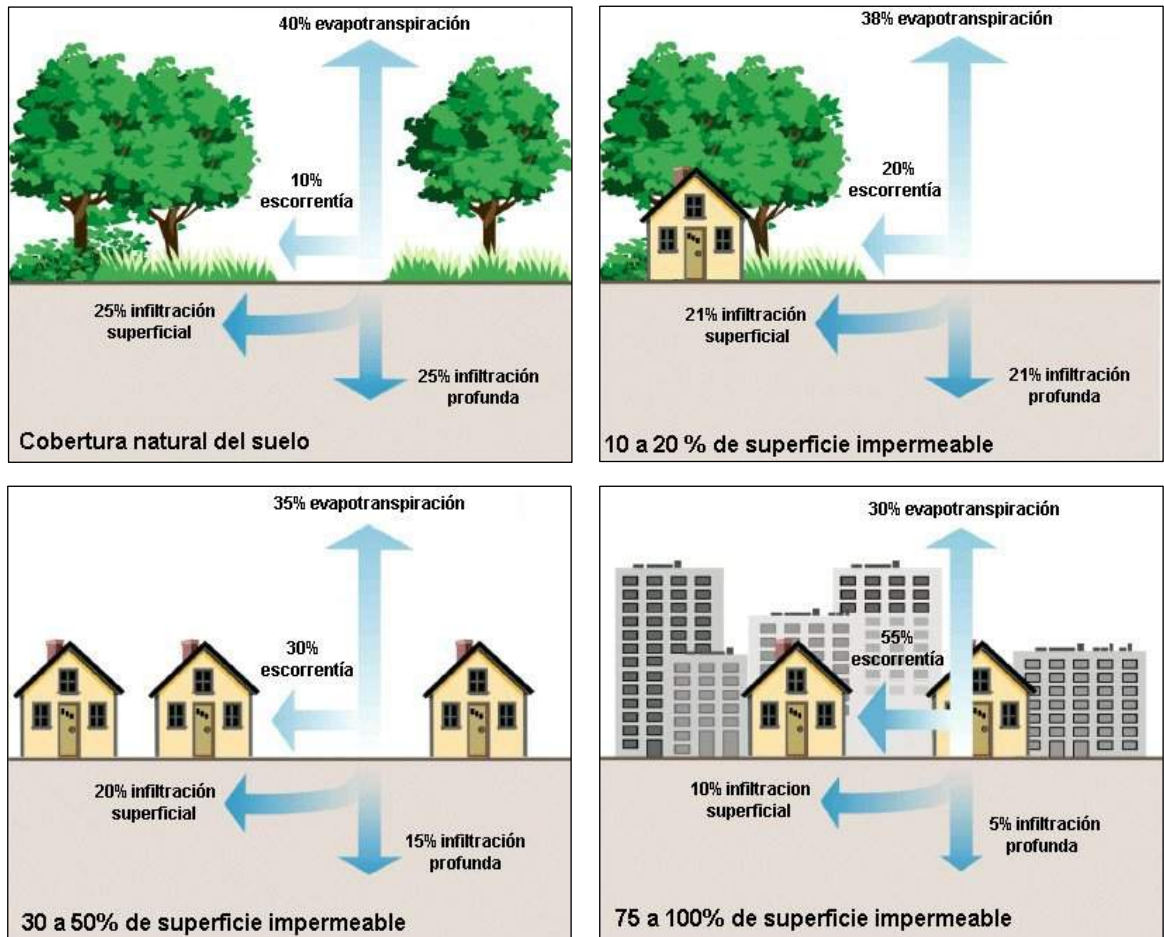 40% evapotranspiración
10%
escorrentía
25% infiltración
superficial
25% infiltración
profunda
Cobertura natural del suelo
38% evapotranspiración
20%
escorrentía
21% infiltración
superficial
21% infiltración
profunda
10 a 20 % de superficie impermeable
35% evapotranspiración
30%
escorrentía
20% infiltración
superficial
15% infiltración
profunda
30 a 50% de superficie impermeable
30% evapotranspiración
55%
escorrentía
10% infiltracion
superficial
5% infiltración
profunda
75 a 100% de superficie impermeable